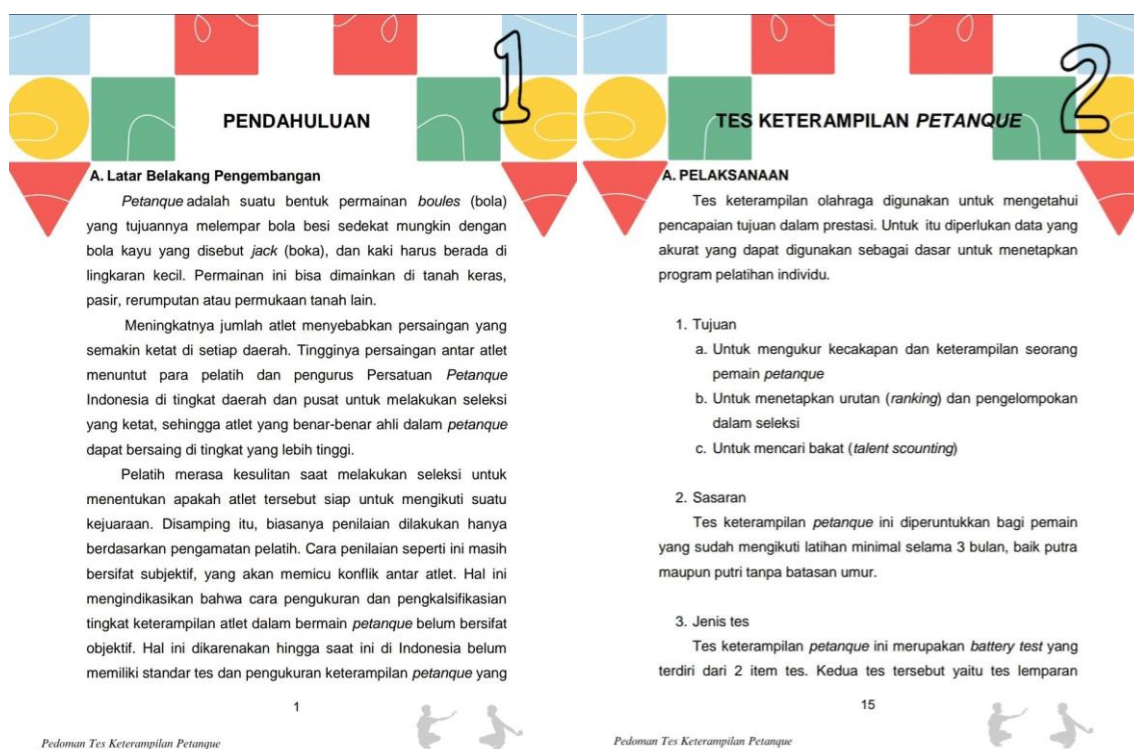 1
PENDAHULUAN
A. Latar Belakang Pengembangan
Petanque adalah suatu bentuk permainan boules (bola)
yang tujuannya melempar bola besi sedekat mungkin dengan
bola kayu yang disebut jack (boka), dan kaki harus berada di
lingkaran kecil. Permainan ini bisa dimainkan di tanah keras,
pasir, rerumputan atau permukaan tanah lain.
Meningkatnya jumlah atlet menyebabkan persaingan yang
semakin ketat di setiap daerah. Tingginya persaingan antar atlet
menuntut para pelatih dan pengurus Persatuan Petanque
Indonesia di tingkat daerah dan pusat untuk melakukan seleksi
yang ketat, sehingga atlet yang benar-benar ahli dalam petanque
dapat bersaing di tingkat yang lebih tinggi.
Pelatih merasa kesulitan saat melakukan seleksi untuk
menentukan apakah atlet tersebut siap untuk mengikuti suatu
kejuaraan. Disamping itu, biasanya penilaian dilakukan hanya
berdasarkan pengamatan pelatih. Cara penilaian seperti ini masih
bersifat subjektif, yang akan memicu konflik antar atlet. Hal ini
mengindikasikan bahwa cara pengukuran dan pengkalsifikasian
tingkat keterampilan atlet dalam bermain petanque belum bersifat
objektif. Hal ini dikarenakan hingga saat ini di Indonesia belum
memiliki standar tes dan pengukuran keterampilan petanque yang
1
Pedoman Tes Keterampilan Petanque
2
TES KETERAMPILAN PETANQUE
A. PELAKSANAAN
Tes keterampilan olahraga digunakan untuk mengetahui
pencapaian tujuan dalam prestasi. Untuk itu diperlukan data yang
akurat yang dapat digunakan sebagai dasar untuk menetapkan
program pelatihan individu.
1. Tujuan
a. Untuk mengukur kecakapan dan keterampilan seorang
pemain petanque
b. Untuk menetapkan urutan (ranking) dan pengelompokan
dalam seleksi
c. Untuk mencari bakat (talent scounting)
2. Sasaran
Tes keterampilan petanque ini diperuntukkan bagi pemain
yang sudah mengikuti latihan minimal selama 3 bulan, baik putra
maupun putri tanpa batasan umur.
3. Jenis tes
Tes keterampilan petanque ini merupakan battery test yang
terdiri dari 2 item tes. Kedua tes tersebut yaitu tes lemparan
15
Pedoman Tes Keterampilan Petanque